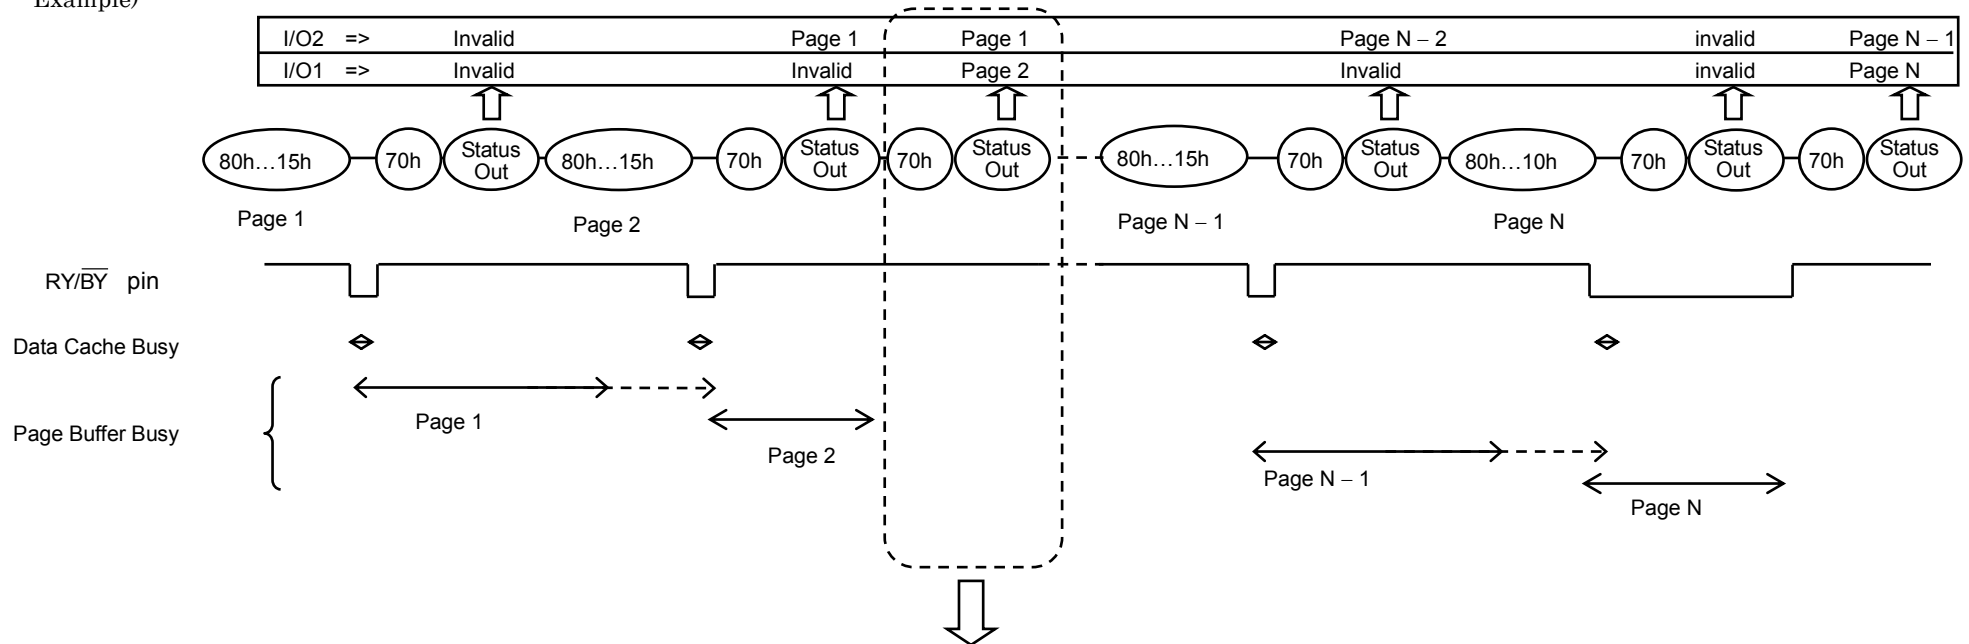 Example)
I/O2 => Invalid Page 1 Page 1 Page N – 2 invalid Page N – 1
I/O1 => Invalid Invalid Page 2 Invalid invalid Page N
80h…15h 70h Status Out 80h…15h 70h Status Out 70h Status Out 80h…15h 70h Status Out 80h…10h 70h Status Out 70h Status Out
Page 1 Page 2 Page N – 1 Page N
RY/B̅Y̅ pin
Data Cache Busy
Page 1
Page Buffer Busy
Page 2
Page N – 1
Page N